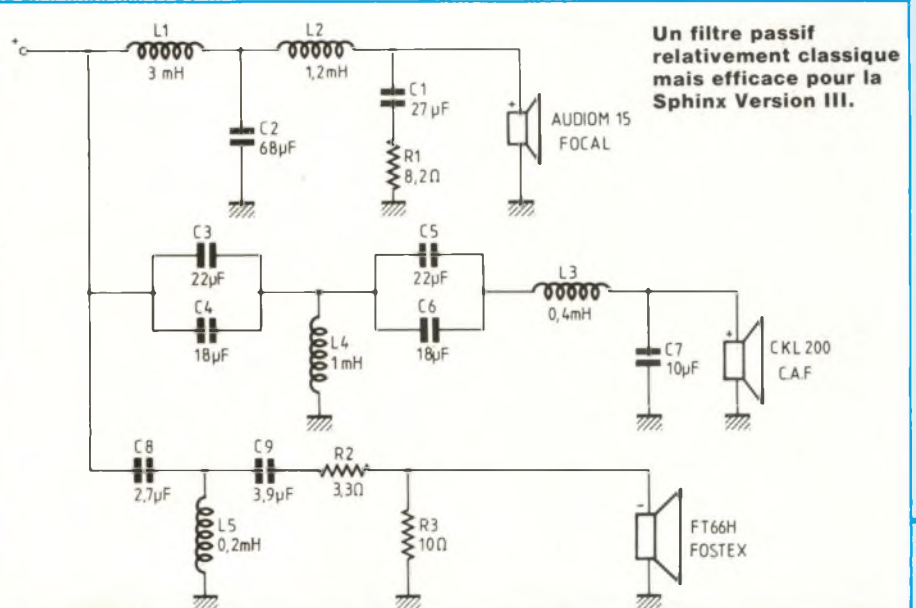 Un filtre passif
relativement classique
mais efficace pour la
Sphinx Version III.
+
L1
3 mH
L2
1,2mH
C2
68µF
C1
27µF
R1
8,2Ω
+
AUDIOM 15
FOCAL
C3
22µF
C4
18µF
L4
1mH
C5
22µF
C6
18µF
L3
0,4mH
C7
10µF
+
CKL 200
C.A.F
C8
2,7µF
L5
0,2mH
C9
3,9µF
R2
3,3Ω
R3
10Ω
-
FT66H
FOSTEX